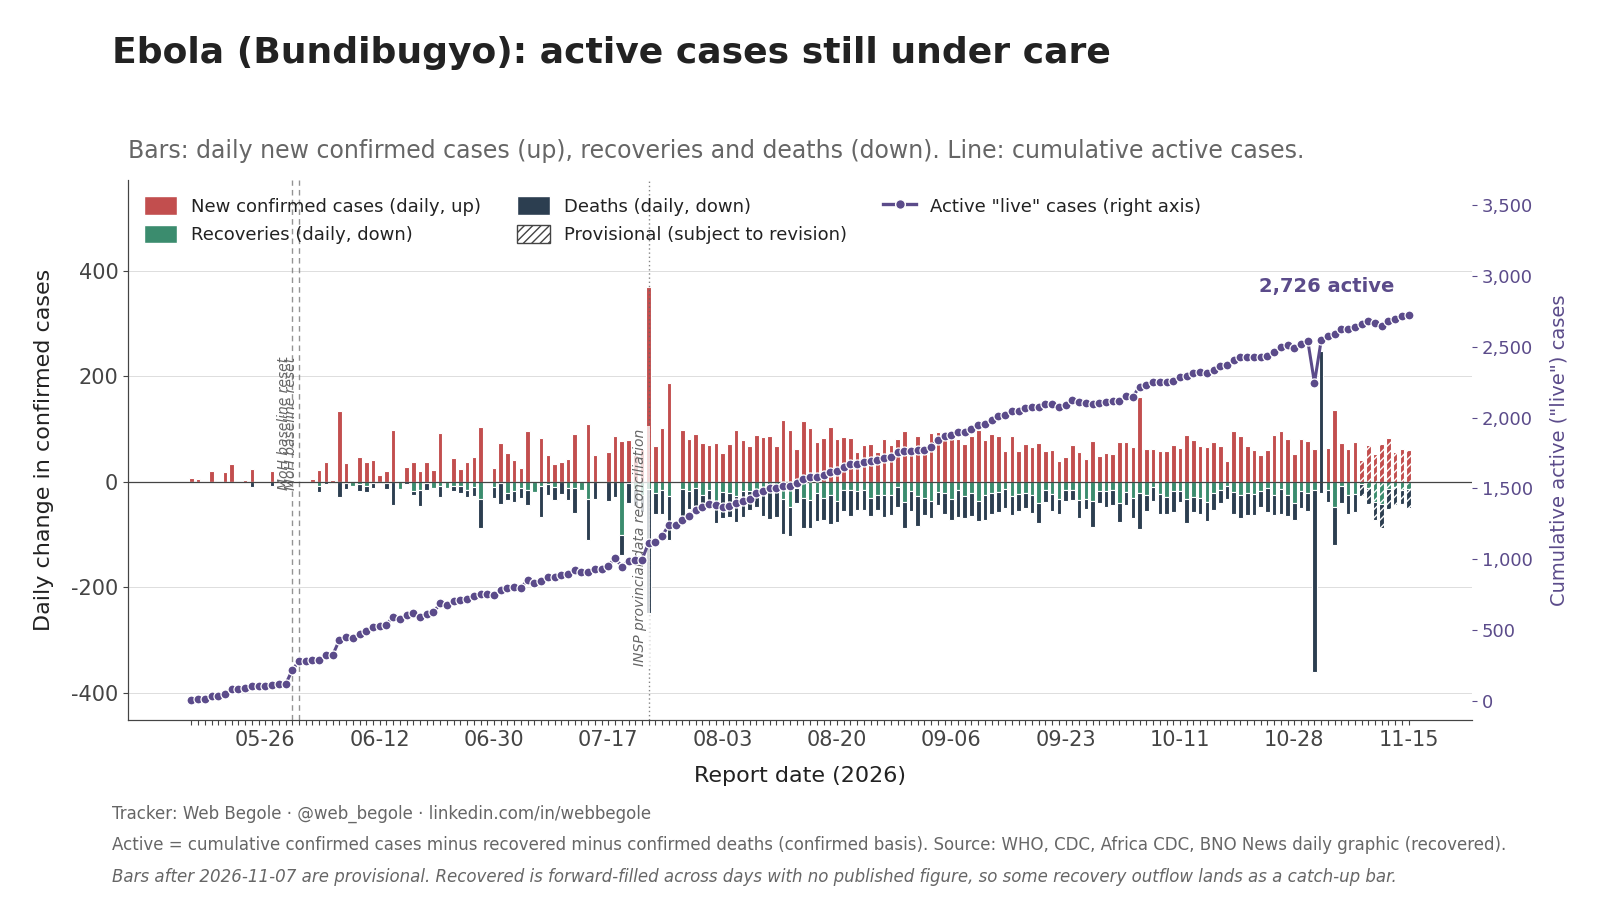 Ebola (Bundibugyo): active cases still under care
Bars: daily new confirmed cases (up), recoveries and deaths (down). Line: cumulative active cases.
New confirmed cases (daily, up)
Recoveries (daily, down)
Deaths (daily, down)
Provisional (subject to revision)
Active "live" cases (right axis)
2,726 active
MoH baseline reset
MoH baseline reset
INSP provincial data reconciliation
Daily change in confirmed cases
400
200
0
-200
-400
Cumulative active ("live") cases
3,500
3,000
2,500
2,000
1,500
1,000
500
0
05-26 06-12 06-30 07-17 08-03 08-20 09-06 09-23 10-11 10-28 11-15
Report date (2026)
Tracker: Web Begole · @web_begole · linkedin.com/in/webbegole
Active = cumulative confirmed cases minus recovered minus confirmed deaths (confirmed basis). Source: WHO, CDC, Africa CDC, BNO News daily graphic (recovered).
Bars after 2026-11-07 are provisional. Recovered is forward-filled across days with no published figure, so some recovery outflow lands as a catch-up bar.